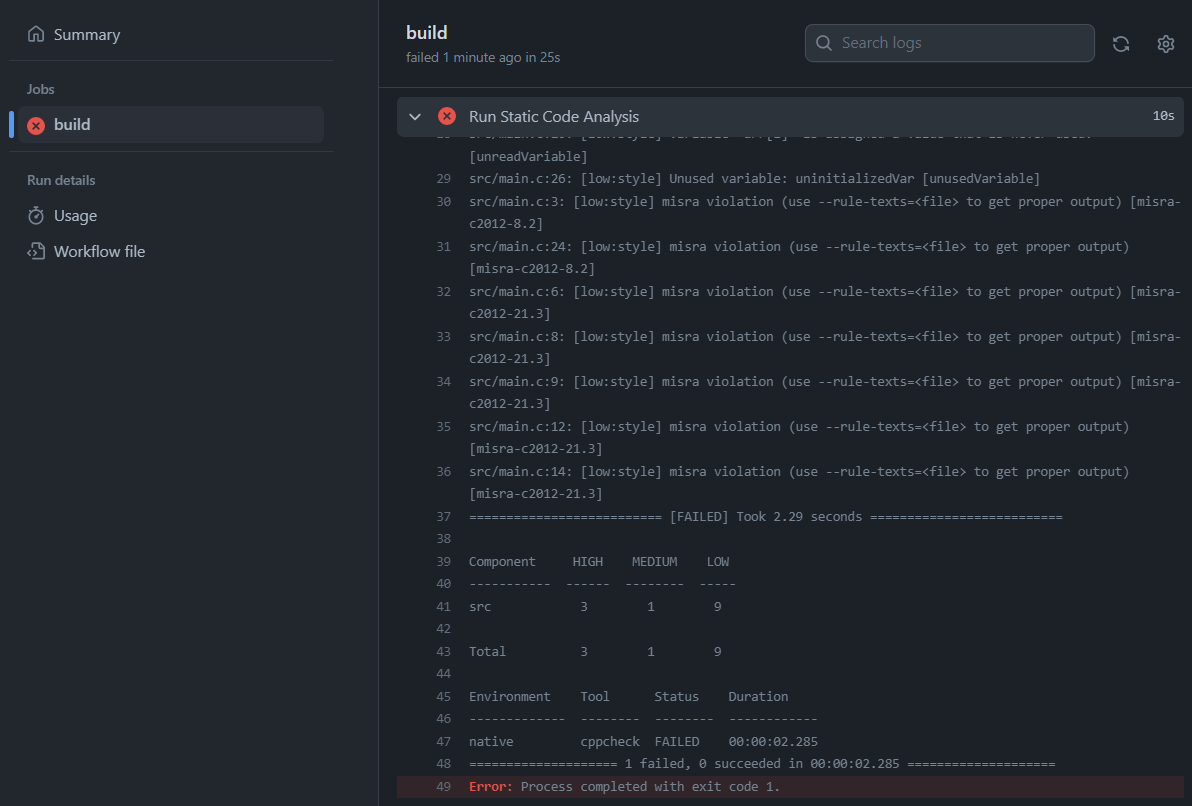 Summary
Jobs
build
Run details
Usage
Workflow file
build
failed 1 minute ago in 25s
Search logs
Run Static Code Analysis
10s
[unreadVariable]
29 src/main.c:26: [low:style] Unused variable: uninitializedVar [unusedVariable]
30 src/main.c:3: [low:style] misra violation (use --rule-texts=<file> to get proper output) [misra-
c2012-8.2]
31 src/main.c:24: [low:style] misra violation (use --rule-texts=<file> to get proper output)
[misra-c2012-8.2]
32 src/main.c:6: [low:style] misra violation (use --rule-texts=<file> to get proper output) [misra-
c2012-21.3]
33 src/main.c:8: [low:style] misra violation (use --rule-texts=<file> to get proper output) [misra-
c2012-21.3]
34 src/main.c:9: [low:style] misra violation (use --rule-texts=<file> to get proper output) [misra-
c2012-21.3]
35 src/main.c:12: [low:style] misra violation (use --rule-texts=<file> to get proper output)
[misra-c2012-21.3]
36 src/main.c:14: [low:style] misra violation (use --rule-texts=<file> to get proper output)
[misra-c2012-21.3]
37 ========================== [FAILED] Took 2.29 seconds ==========================
38
39 Component HIGH MEDIUM LOW
40 ----------- ------ -------- -----
41 src 3 1 9
42
43 Total 3 1 9
44
45 Environment Tool Status Duration
46 ------------- -------- -------- ------------
47 native cppcheck FAILED 00:00:02.285
48 ==================== 1 failed, 0 succeeded in 00:00:02.285 ====================
49 Error: Process completed with exit code 1.